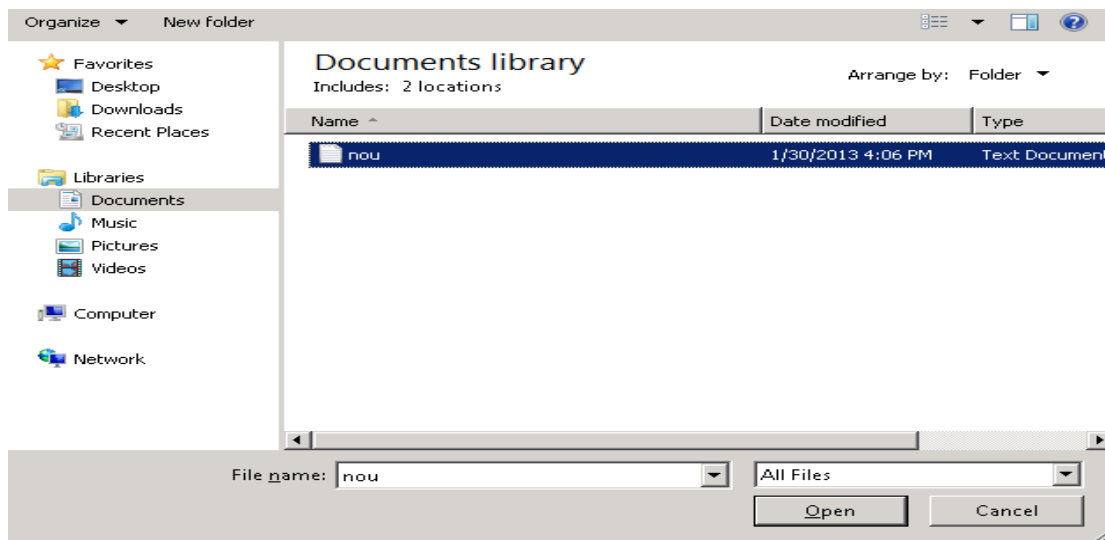 Organize New folder
Favorites
Desktop
Downloads
Recent Places
Libraries
Documents
Music
Pictures
Videos
Computer
Network
Documents library
Includes: 2 locations
Arrange by: Folder
Name Date modified Type
nou 1/30/2013 4:06 PM Text Documen
File name: nou All Files
Open Cancel